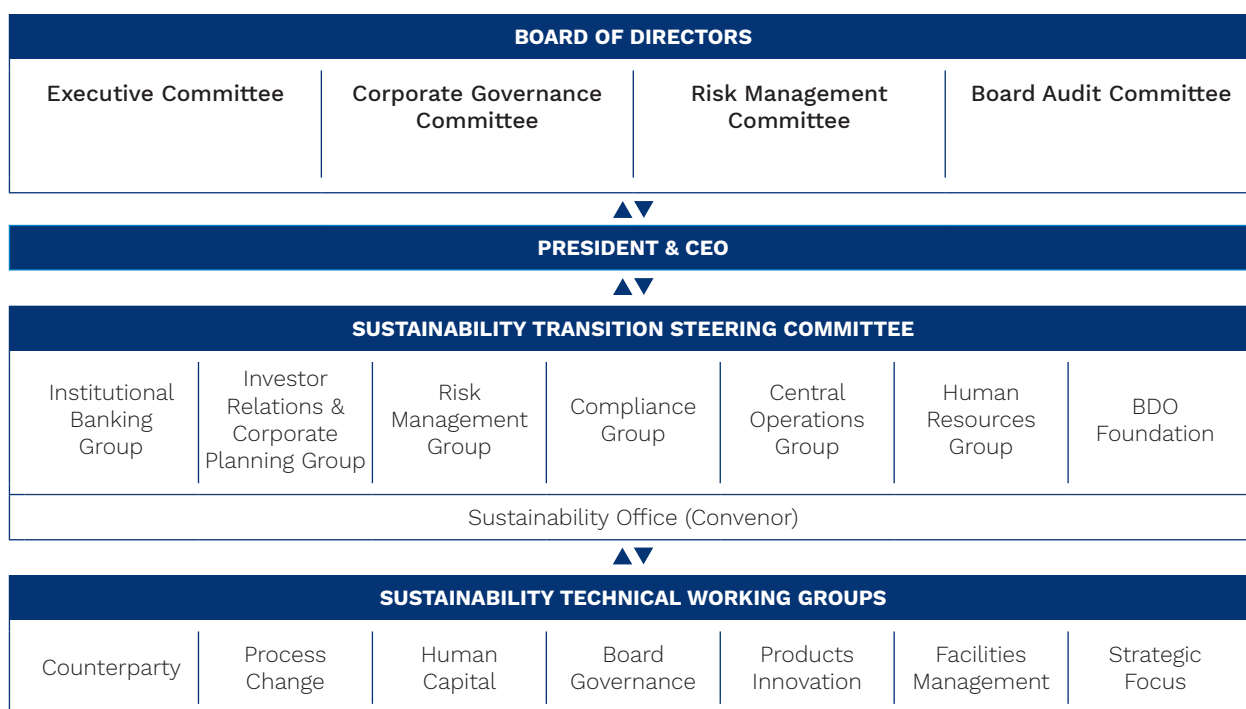 BOARD OF DIRECTORS
Executive Committee
Corporate Governance
Committee
Risk Management
Committee
Board Audit Committee
PRESIDENT & CEO
SUSTAINABILITY TRANSITION STEERING COMMITTEE
Institutional
Banking
Group
Investor
Relations &
Corporate
Planning Group
Risk
Management
Group
Compliance
Group
Central
Operations
Group
Human
Resources
Group
BDO
Foundation
Sustainability Office (Convenor)
SUSTAINABILITY TECHNICAL WORKING GROUPS
Counterparty
Process
Change
Human
Capital
Board
Governance
Products
Innovation
Facilities
Management
Strategic
Focus